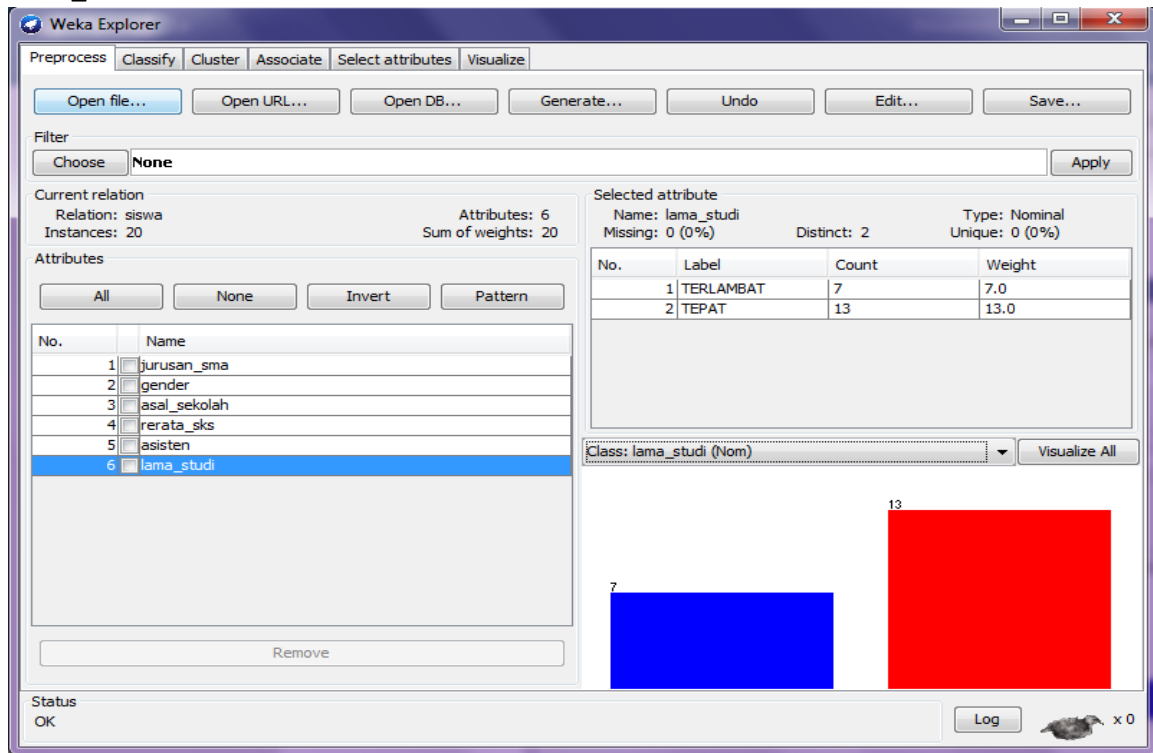 Weka Explorer
Preprocess Classify Cluster Associate Select attributes Visualize
Open file... Open URL... Open DB... Generate... Undo Edit... Save...
Filter
Choose None Apply
Current relation
Relation: siswa Attributes: 6
Instances: 20 Sum of weights: 20
Attributes
All None Invert Pattern
No. Name
1 jurusan_sma
2 gender
3 asal_sekolah
4 rerata_sks
5 asisten
6 lama_studi
Remove
Selected attribute
Name: lama_studi Type: Nominal
Missing: 0 (0%) Distinct: 2 Unique: 0 (0%)
No. Label Count Weight
1 TERLAMBAT 7 7.0
2 TEPAT 13 13.0
Class: lama_studi (Nom) Visualize All
13
7
Status
OK Log x 0